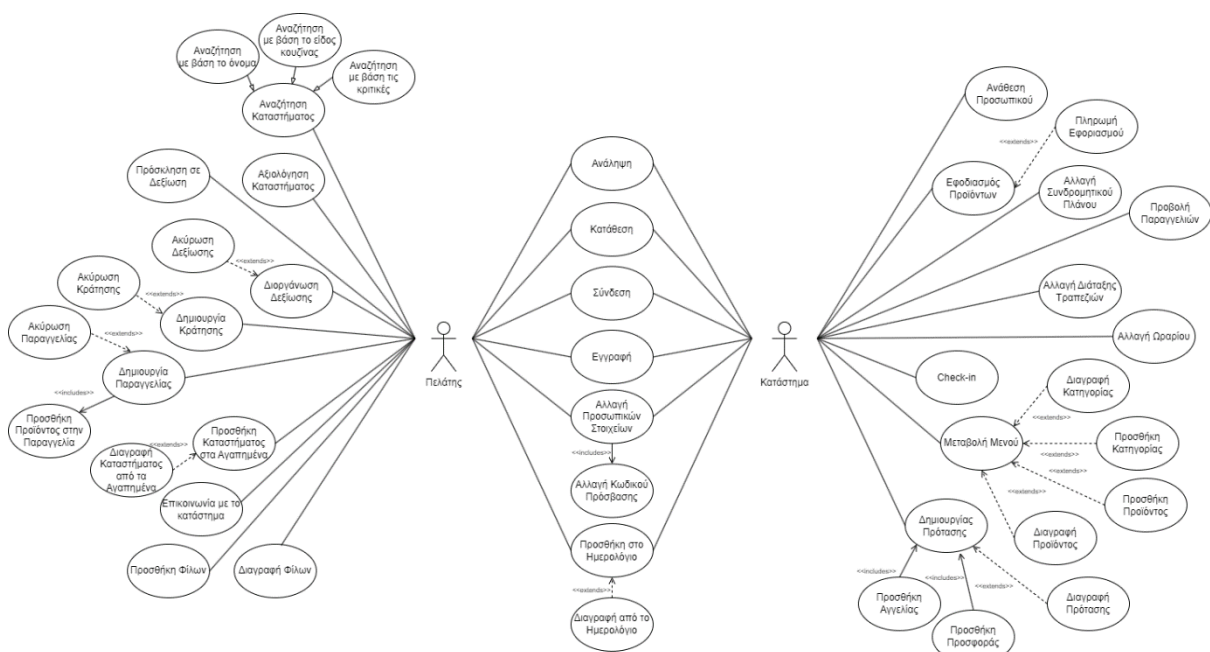 Αναζήτηση
με βάση το όνομα
Αναζήτηση
με βάση το είδος
κουζίνας
Αναζήτηση
με βάση τις
κριτικές
Αναζήτηση
Καταστήματος
Πρόσκληση σε
Δεξίωση
Αξιολόγηση
Καταστήματος
Ακύρωση
Δεξίωσης
<<extends>>
Διοργάνωση
Δεξίωσης
Ακύρωση
Κράτησης
<<extends>>
Δημιουργία
Κράτησης
Ακύρωση
Παραγγελίας
<<extends>>
Δημιουργία
Παραγγελίας
<<includes>>
Προσθήκη
Προϊόντος στην
Παραγγελία
Προσθήκη
Καταστήματος
στα Αγαπημένα
<<extends>>
Διαγραφή
Καταστήματος
από τα
Αγαπημένα
Επικοινωνία με το
κατάστημα
Προσθήκη Φίλων
Διαγραφή Φίλων
Πελάτης
Ανάληψη
Κατάθεση
Σύνδεση
Εγγραφή
Αλλαγή
Προσωπικών
Στοιχείων
<<includes>>
Αλλαγή Κωδικού
Πρόσβασης
Προσθήκη στο
Ημερολόγιο
<<extends>>
Διαγραφή από το
Ημερολόγιο
Κατάστημα
Ανάθεση
Προσωπικού
Πληρωμή
Εφοριασμού
<<extends>>
Εφοδιασμός
Προϊόντων
Αλλαγή
Συνδρομητικού
Πλάνου
Προβολή
Παραγγελιών
Αλλαγή Διάταξης
Τραπεζιών
Αλλαγή Ωραρίου
Check-in
Διαγραφή
Κατηγορίας
<<extends>>
Μεταβολή Μενού
Προσθήκη
Κατηγορίας
<<extends>>
Προσθήκη
Προϊόντος
<<extends>>
Διαγραφή
Προϊόντος
<<extends>>
Δημιουργίας
Πρότασης
<<includes>>
Προσθήκη
Αγγελίας
<<includes>>
Προσθήκη
Προσφοράς
<<extends>>
Διαγραφή
Πρότασης